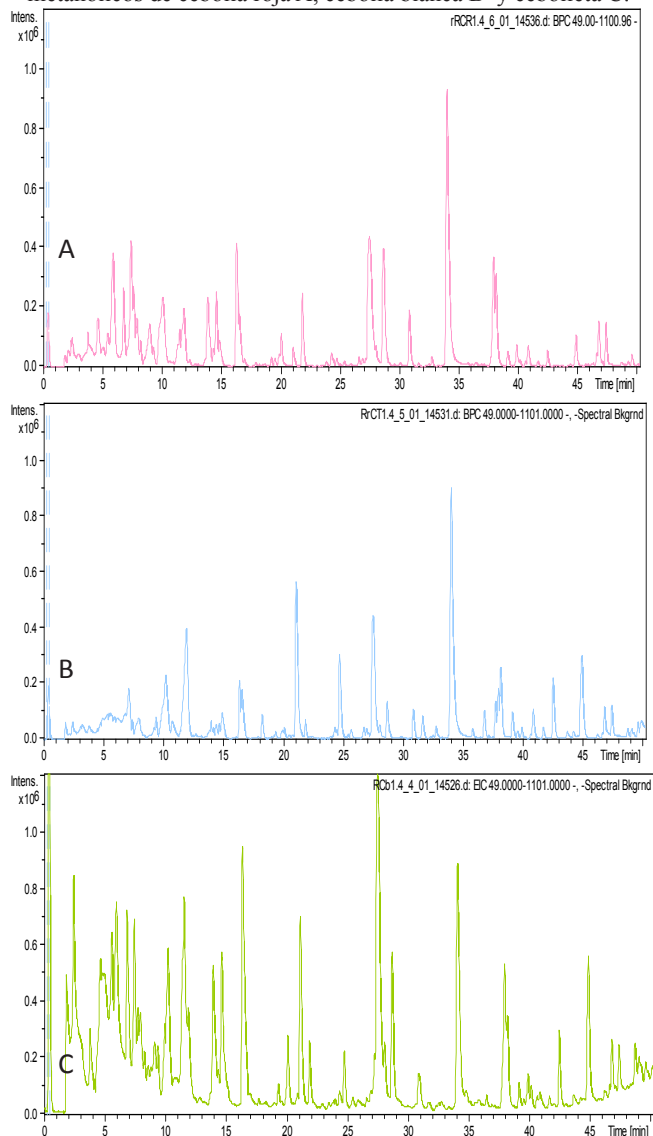 metanólicos de cebolla roja A, cebolla blanca B y cebolleta C.
Intens.
x10⁶
rRCR1.4_6_01_14536.d: BPC 49.00-1100.96 -
1.0
0.8
0.6
A
0.4
0.2
0.0
0 5 10 15 20 25 30 35 40 45 Time [min]
Intens.
x10⁶
RrCT1.4_5_01_14531.d: BPC 49.0000-1101.0000 -, -Spectral Bkgrnd
1.0
0.8
0.6
0.4
B
0.2
0.0
0 5 10 15 20 25 30 35 40 45 Time [min]
Intens.
x10⁶
RCb1.4_4_01_14526.d: EIC 49.0000-1101.0000 -, -Spectral Bkgrnd
1.0
0.8
0.6
0.4
0.2
C
0.0
0 5 10 15 20 25 30 35 40 45 Time [min]